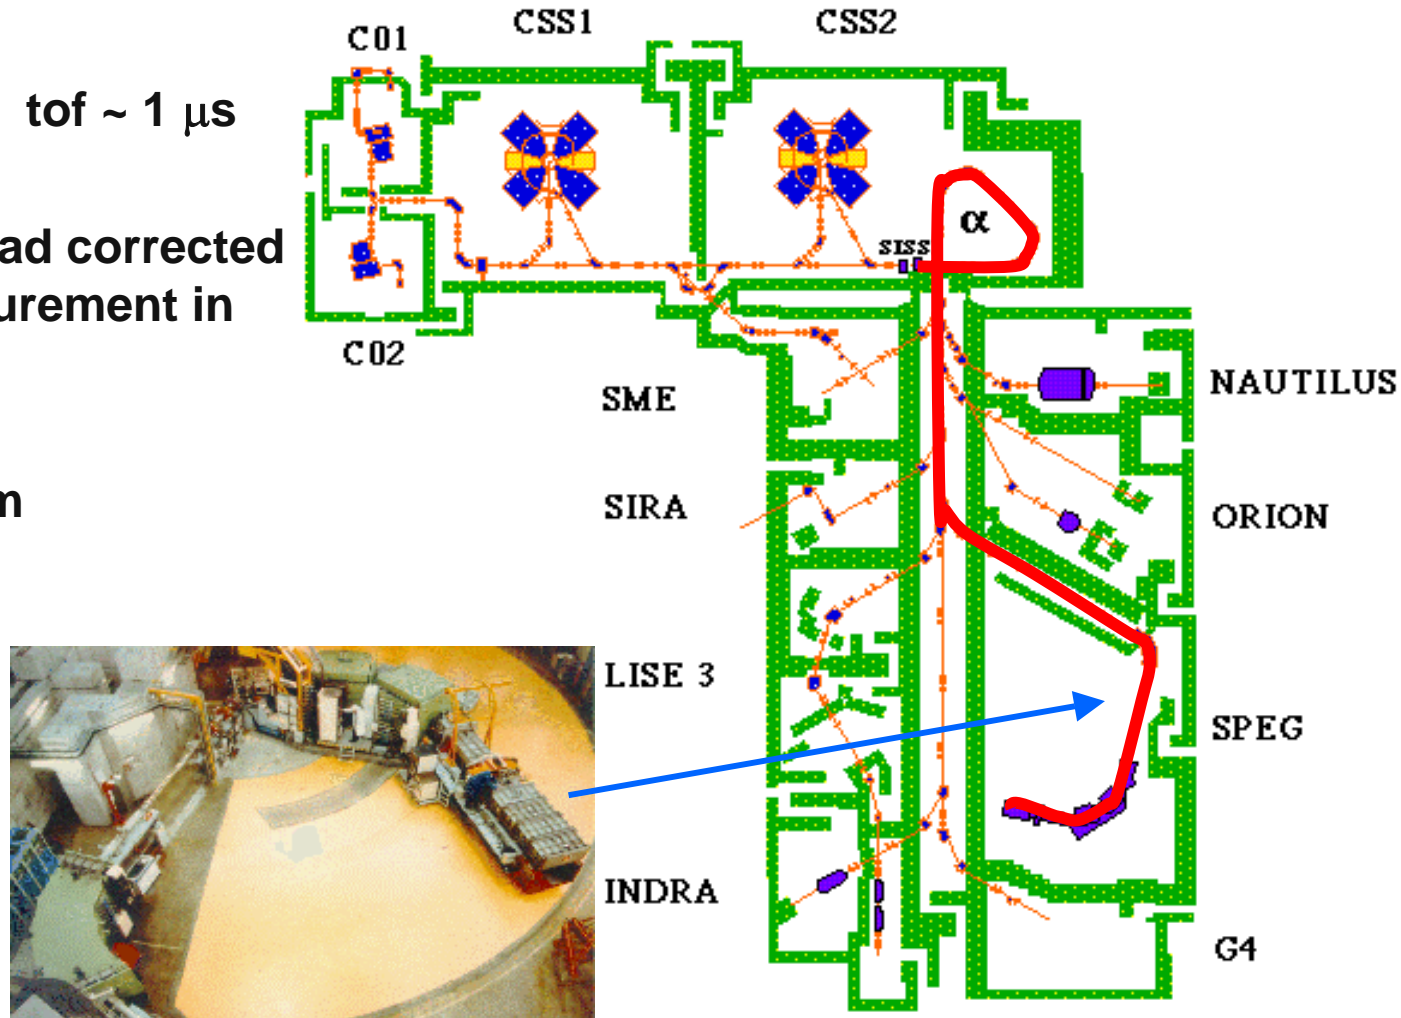 CSS1
CSS2
C01
tof ~ 1 μs
α
SISS
ad corrected
urement in
C02
SME
NAUTILUS
m
SIRA
ORION
LISE 3
SPEG
INDRA
G4